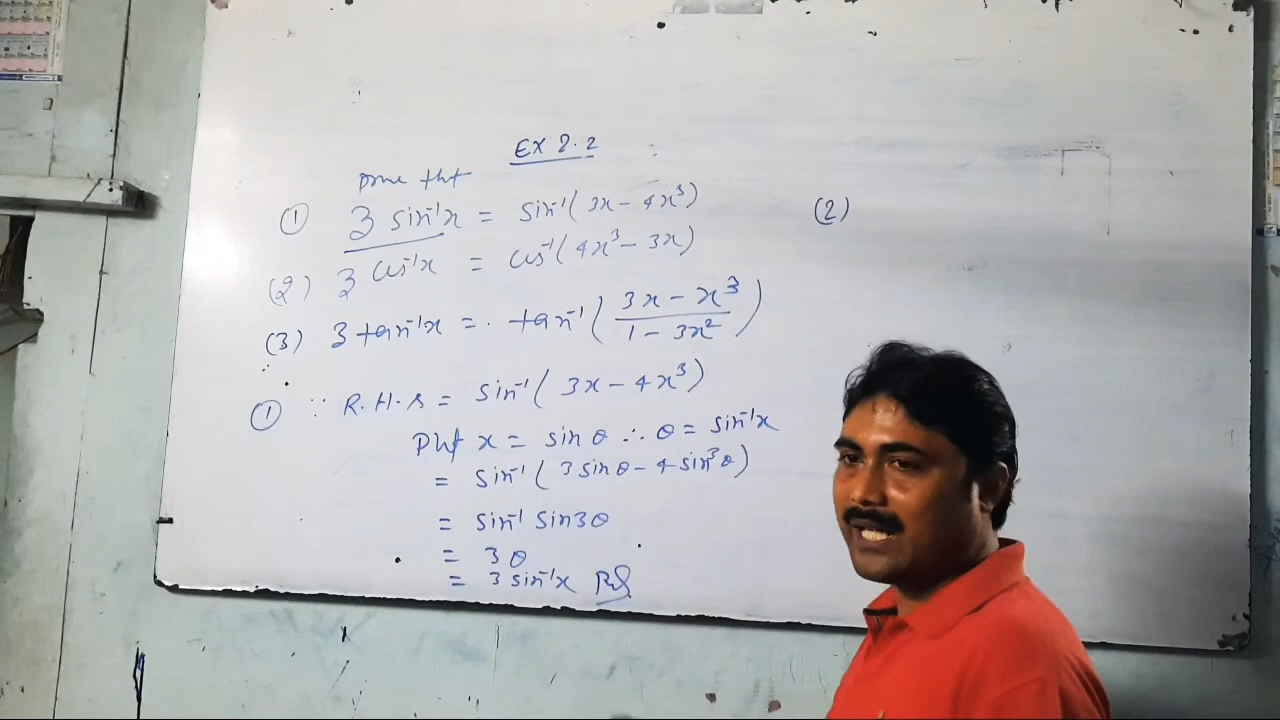 EX 2.2
prove that
① 3 sin⁻¹x = sin⁻¹( 3x - 4x³)
(2)
(2) 3 cos⁻¹x = cos⁻¹( 4x³ - 3x)
(3) 3 tan⁻¹x = tan⁻¹( (3x - x³)/(1 - 3x²) )
① ∵ R.H.S = sin⁻¹( 3x - 4x³)
Put x = sin θ ∴ θ = sin⁻¹x
= sin⁻¹( 3 sin θ - 4 sin³ θ)
= sin⁻¹ sin3θ
= 3 θ
= 3 sin⁻¹x